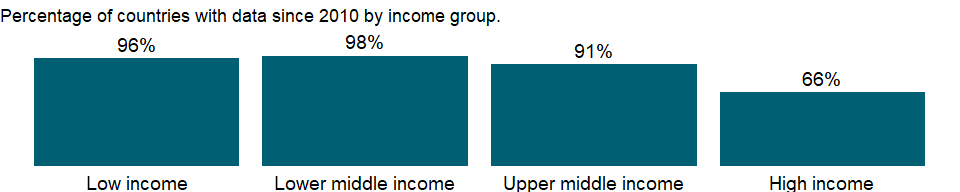 Percentage of countries with data since 2010 by income group.
96%
98%
91%
66%
Low income
Lower middle income
Upper middle income
High income